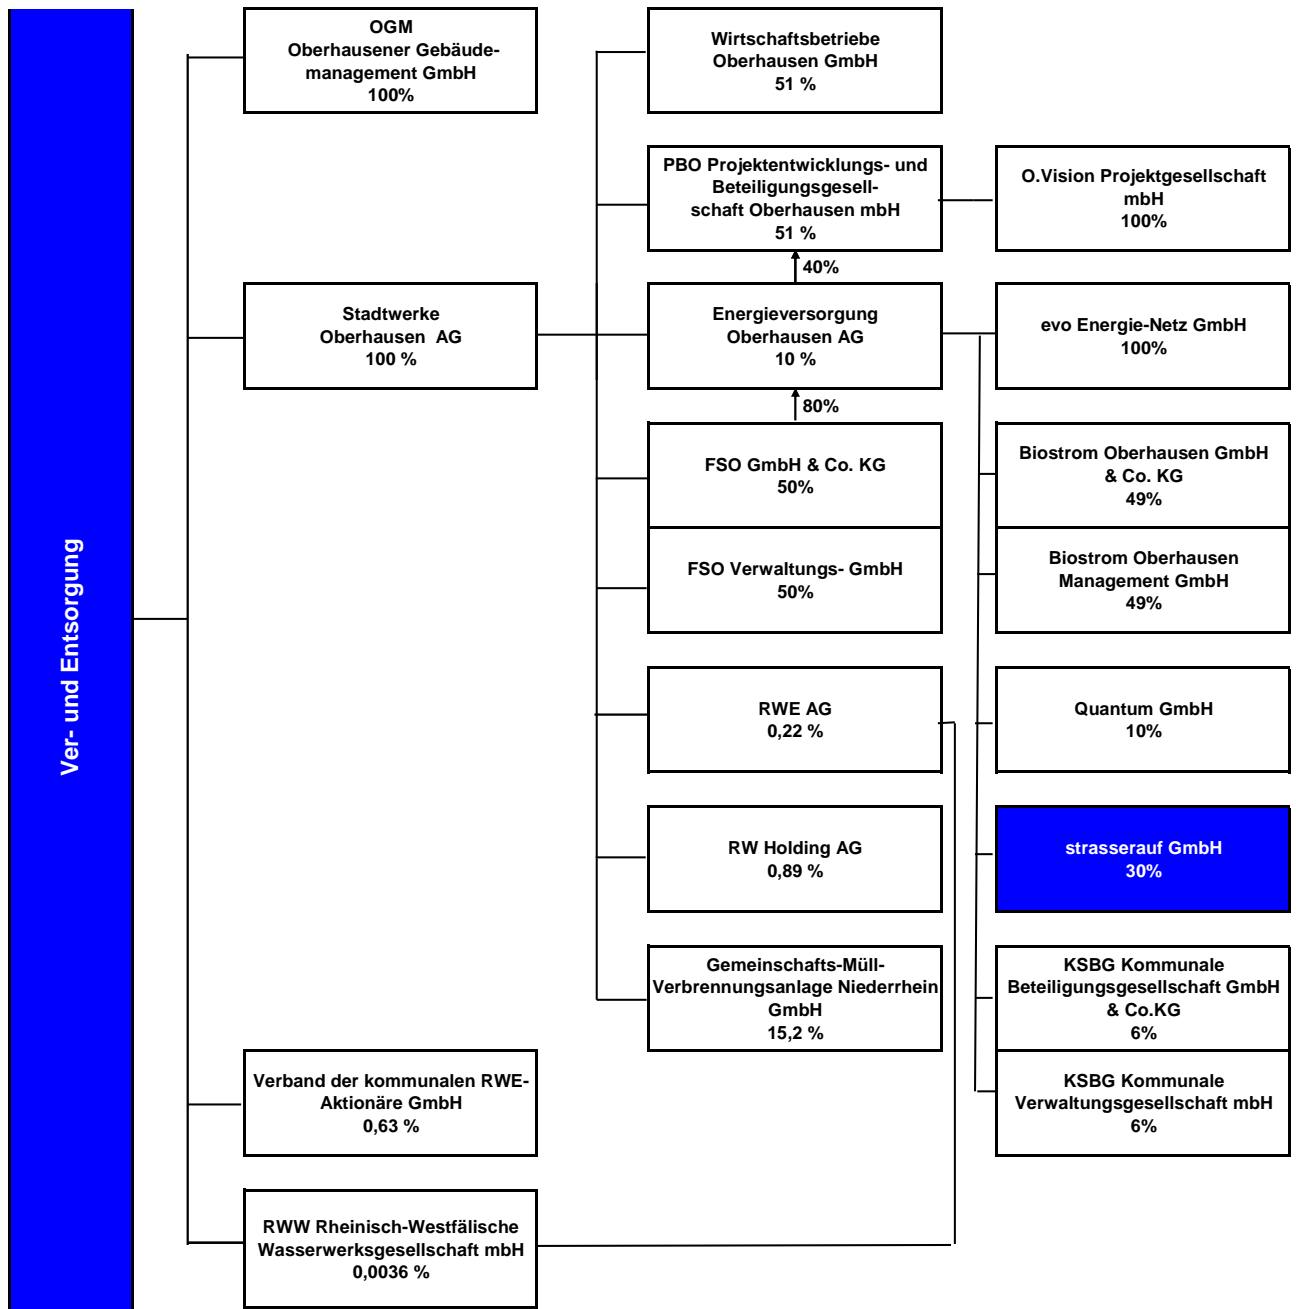 Ver- und Entsorgung
OGM
Oberhausener Gebäude-
management GmbH
100%
Stadtwerke
Oberhausen AG
100 %
Verband der kommunalen RWE-
Aktionäre GmbH
0,63 %
RWW Rheinisch-Westfälische
Wasserwerksgesellschaft mbH
0,0036 %
Wirtschaftsbetriebe
Oberhausen GmbH
51 %
PBO Projektentwicklungs- und
Beteiligungsgesell-
schaft Oberhausen mbH
51 %
40%
Energieversorgung
Oberhausen AG
10 %
80%
FSO GmbH & Co. KG
50%
FSO Verwaltungs- GmbH
50%
RWE AG
0,22 %
RW Holding AG
0,89 %
Gemeinschafts-Müll-
Verbrennungsanlage Niederrhein
GmbH
15,2 %
O.Vision Projektgesellschaft
mbH
100%
evo Energie-Netz GmbH
100%
Biostrom Oberhausen GmbH
& Co. KG
49%
Biostrom Oberhausen
Management GmbH
49%
Quantum GmbH
10%
strasserauf GmbH
30%
KSBG Kommunale
Beteiligungsgesellschaft GmbH
& Co.KG
6%
KSBG Kommunale
Verwaltungsgesellschaft mbH
6%